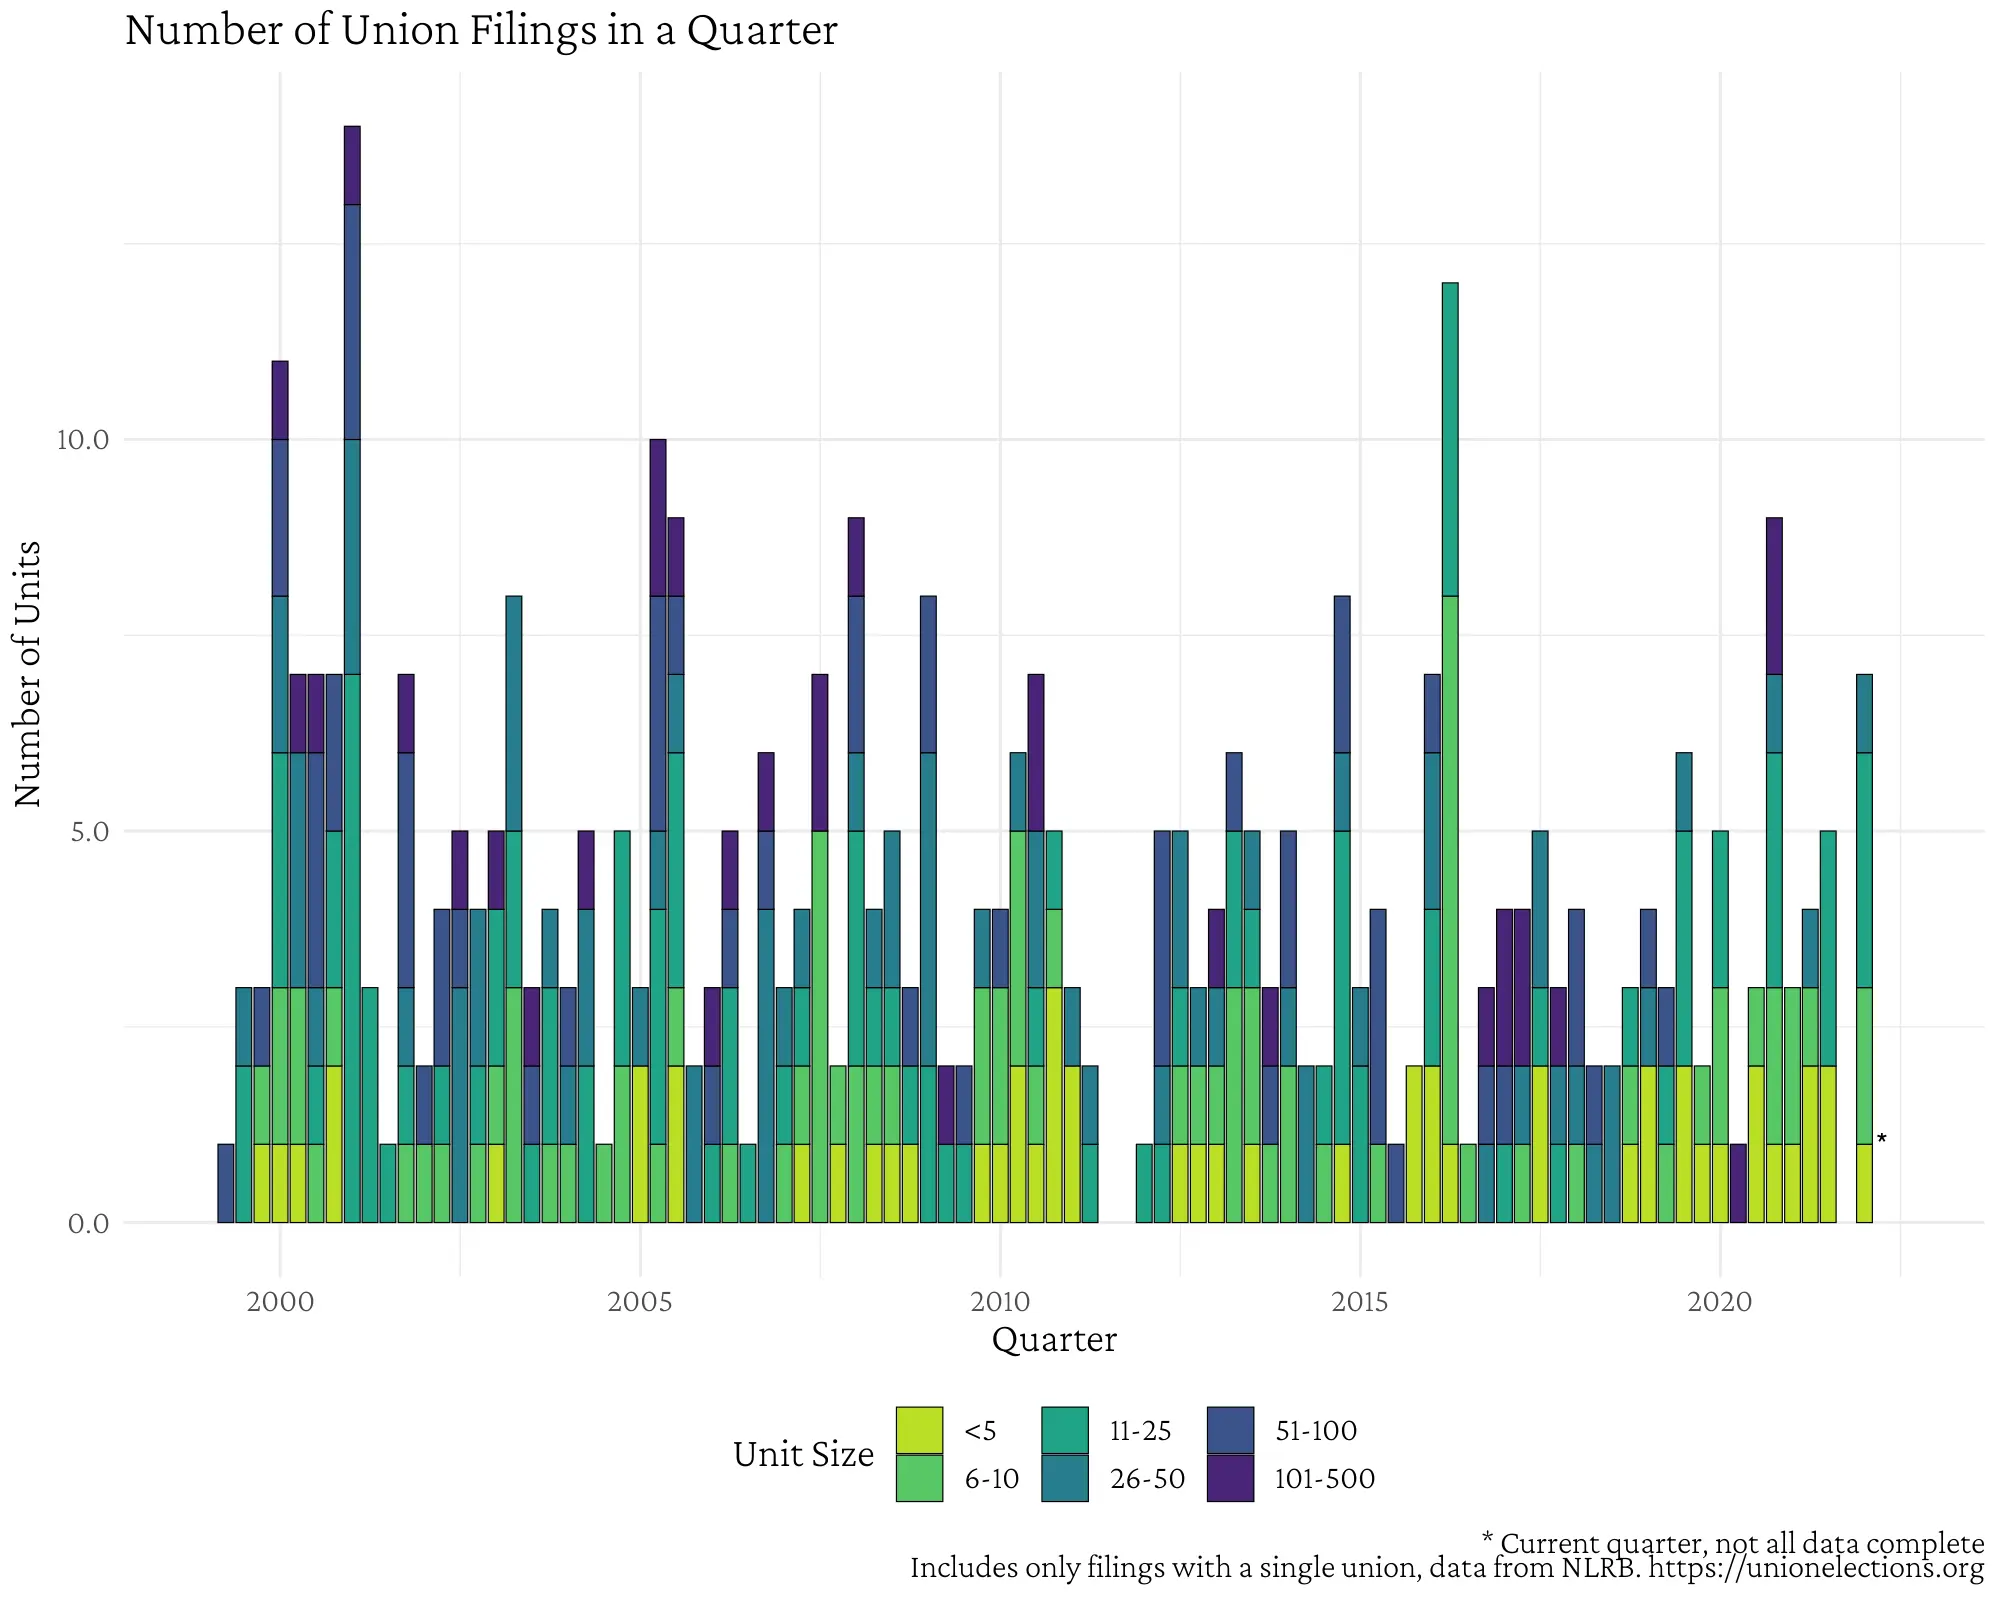 Number of Union Filings in a Quarter
Number of Units
10.0
5.0
0.0
2000 2005 2010 2015 2020
Quarter
Unit Size
<5 11-25 51-100
6-10 26-50 101-500
*
* Current quarter, not all data complete
Includes only filings with a single union, data from NLRB. https://unionelections.org